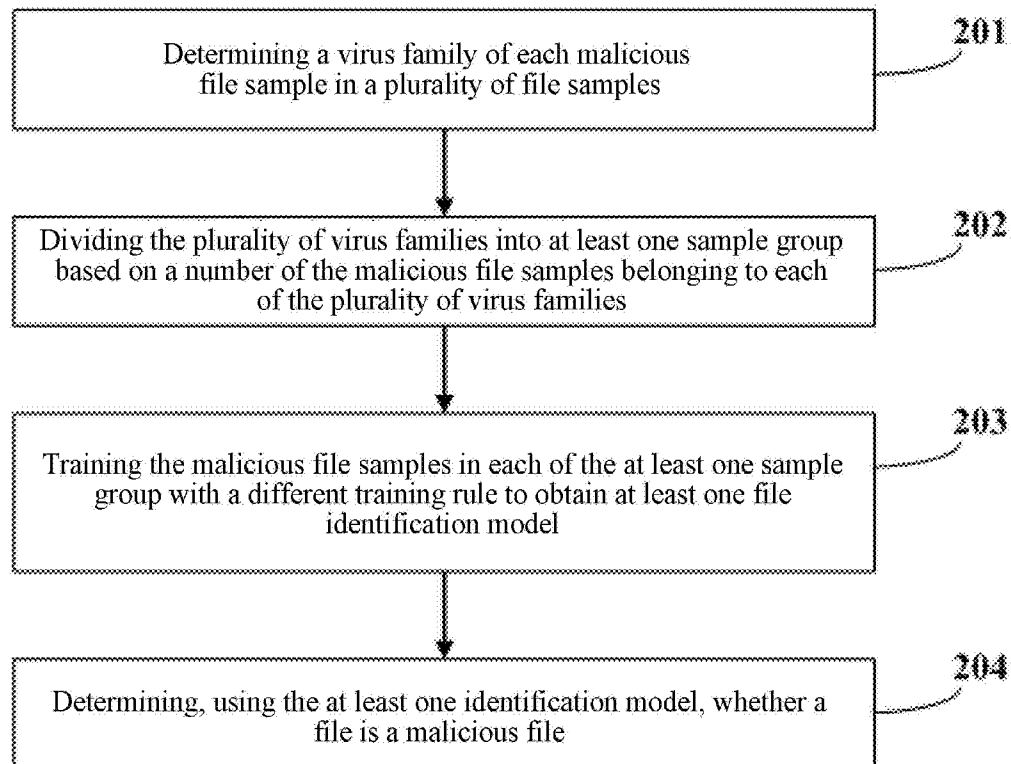 201
Determining a virus family of each malicious
file sample in a plurality of file samples
202
Dividing the plurality of virus families into at least one sample group
based on a number of the malicious file samples belonging to each
of the plurality of virus families
203
Training the malicious file samples in each of the at least one sample
group with a different training rule to obtain at least one file
identification model
204
Determining, using the at least one identification model, whether a
file is a malicious file